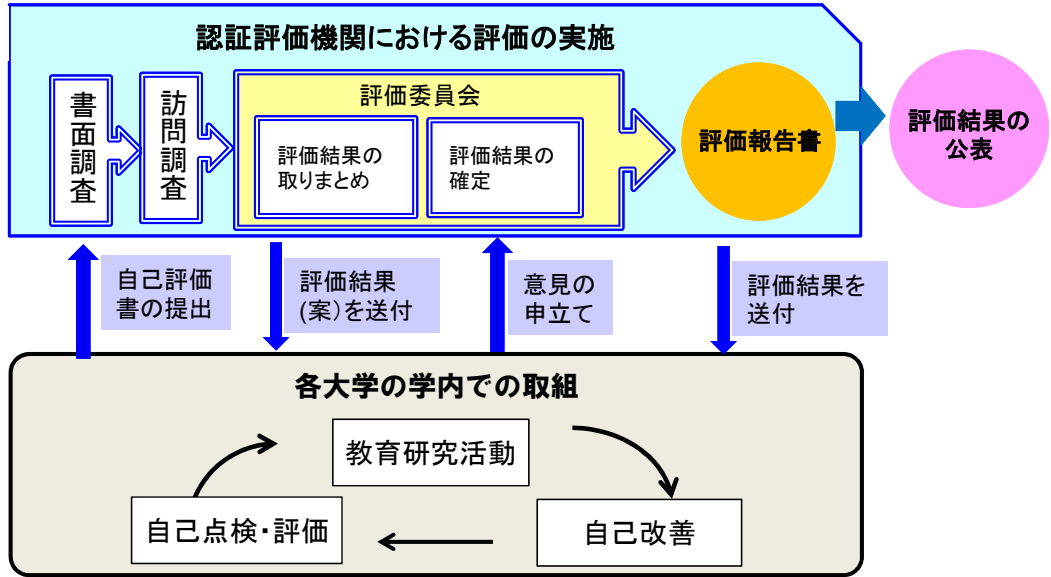 認証評価機関における評価の実施
書面調査
訪問調査
評価委員会
評価結果の
取りまとめ
評価結果の
確定
評価報告書
評価結果の
公表
自己評価
書の提出
評価結果
(案)を送付
意見の
申立て
評価結果を
送付
各大学の学内での取組
教育研究活動
自己点検・評価
自己改善